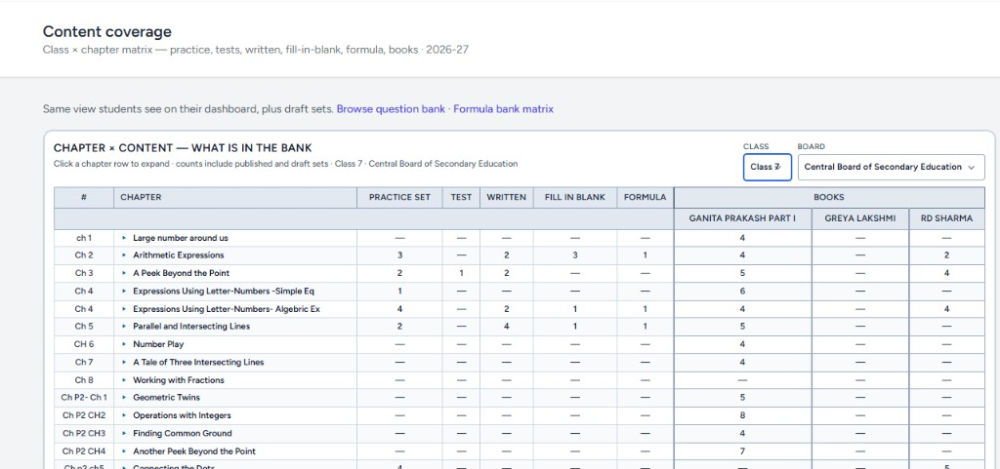 Content coverage
Class × chapter matrix — practice, tests, written, fill-in-blank, formula, books · 2026-27
Same view students see on their dashboard, plus draft sets. Browse question bank · Formula bank matrix
CHAPTER × CONTENT — WHAT IS IN THE BANK
Click a chapter row to expand · counts include published and draft sets · Class 7 · Central Board of Secondary Education
CLASS BOARD
Class 7 Central Board of Secondary Education
# CHAPTER PRACTICE SET TEST WRITTEN FILL IN BLANK FORMULA BOOKS
GANITA PRAKASH PART I GREYA LAKSHMI RD SHARMA
ch 1 Large number around us — — — — — 4 — —
Ch 2 Arithmetic Expressions 3 — 2 3 1 4 — 2
Ch 3 A Peek Beyond the Point 2 1 2 — — 5 — 4
Ch 4 Expressions Using Letter-Numbers -Simple Eq 1 — — — — 6 — —
Ch 4 Expressions Using Letter-Numbers- Algebric Ex 4 — 2 1 1 4 — 4
Ch 5 Parallel and Intersecting Lines 2 — 4 1 1 5 — —
CH 6 Number Play — — — — — 4 — —
Ch 7 A Tale of Three Intersecting Lines — — — — — 4 — —
Ch 8 Working with Fractions — — — — — — — —
Ch P2- Ch 1 Geometric Twins — — — — — 5 — —
Ch P2 CH2 Operations with Integers — — — — — 8 — —
Ch P2 CH3 Finding Common Ground — — — — — 4 — —
Ch P2 CH4 Another Peek Beyond the Point — — — — — 7 — —
Ch p2 ch5 Connecting the Dots 4 — — — — — — 5